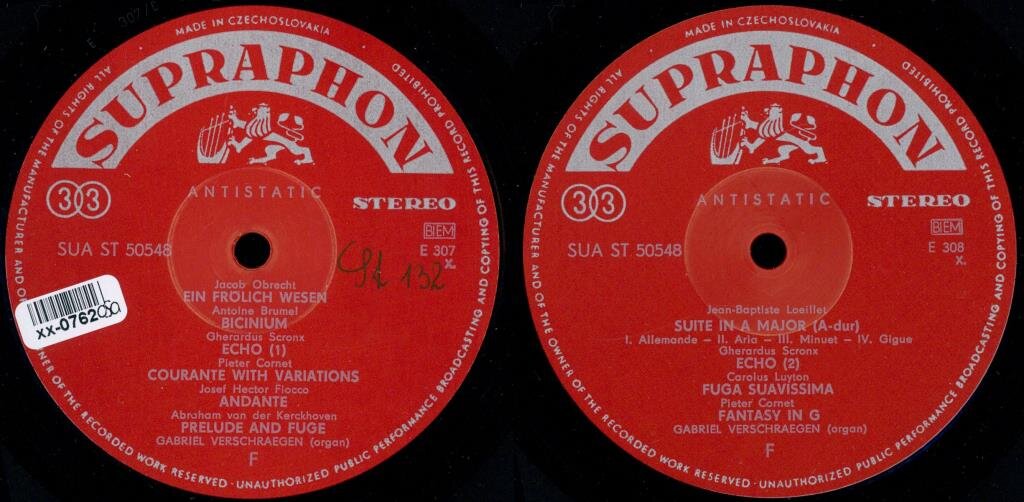 MADE IN CZECHOSLOVAKIA
ALL RIGHTS OF THE MANUFACTURER AND OF THE OWNER OF THE RECORDED WORK RESERVED · UNAUTHORIZED PUBLIC PERFORMANCE BROADCASTING AND COPYING OF THIS RECORD PROHIBITED
SUPRAPHON
33
ANTISTATIC
STEREO
BIEM
SUA ST 50548
E 307
x.
St 132
xx-0762
Jacob Obrecht
EIN FRÖLICH WESEN
Antoine Brumel
BICINIUM
Gherardus Scronx
ECHO (1)
Pieter Cornet
COURANTE WITH VARIATIONS
Josef Hector Fiocco
ANDANTE
Abraham van der Kerckhoven
PRELUDE AND FUGE
GABRIEL VERSCHRAEGEN (organ)
F
MADE IN CZECHOSLOVAKIA
ALL RIGHTS OF THE MANUFACTURER AND OF THE OWNER OF THE RECORDED WORK RESERVED · UNAUTHORIZED PUBLIC PERFORMANCE BROADCASTING AND COPYING OF THIS RECORD PROHIBITED
SUPRAPHON
33
ANTISTATIC
STEREO
BIEM
SUA ST 50548
E 308
x.
Jean-Baptiste Loeillet
SUITE IN A MAJOR (A-dur)
I. Allemande – II. Aria – III. Minuet – IV. Gigue
Gherardus Scronx
ECHO (2)
Carolus Luyton
FUGA SUAVISSIMA
Pieter Cornet
FANTASY IN G
GABRIEL VERSCHRAEGEN (organ)
F